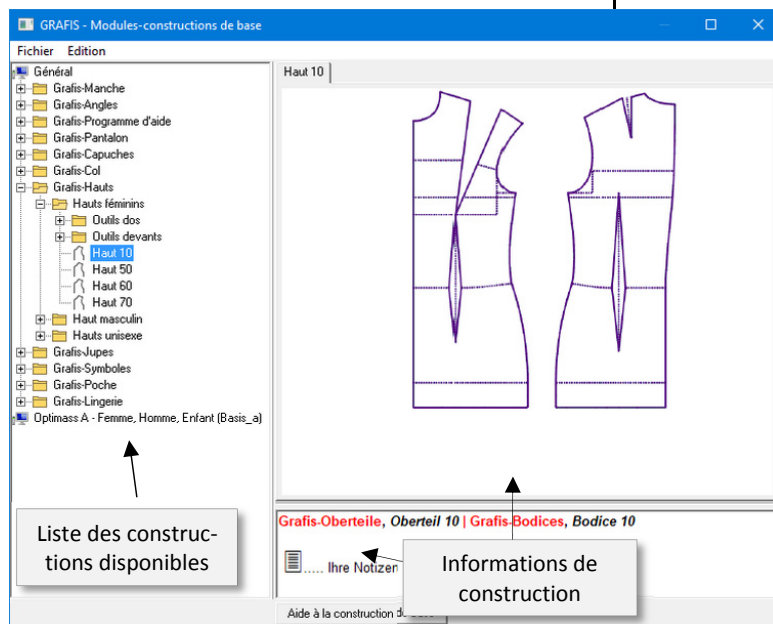 GRAFIS - Modules-constructions de base
Fichier Edition
Général
Grafis-Manche
Grafis-Angles
Grafis-Programme d'aide
Grafis-Pantalon
Grafis-Capuches
Grafis-Col
Grafis-Hauts
Hauts féminins
Outils dos
Outils devants
Haut 10
Haut 50
Haut 60
Haut 70
Haut masculin
Hauts unisexe
Grafis-Jupes
Grafis-Symboles
Grafis-Poche
Grafis-Lingerie
Optimass A - Femme, Homme, Enfant (Basis_a)
Liste des construc-
tions disponibles
Haut 10
Grafis-Oberteile, Oberteil 10 | Grafis-Bodices, Bodice 10
..... Ihre Notizen
Informations de
construction
Aide à la construction de base